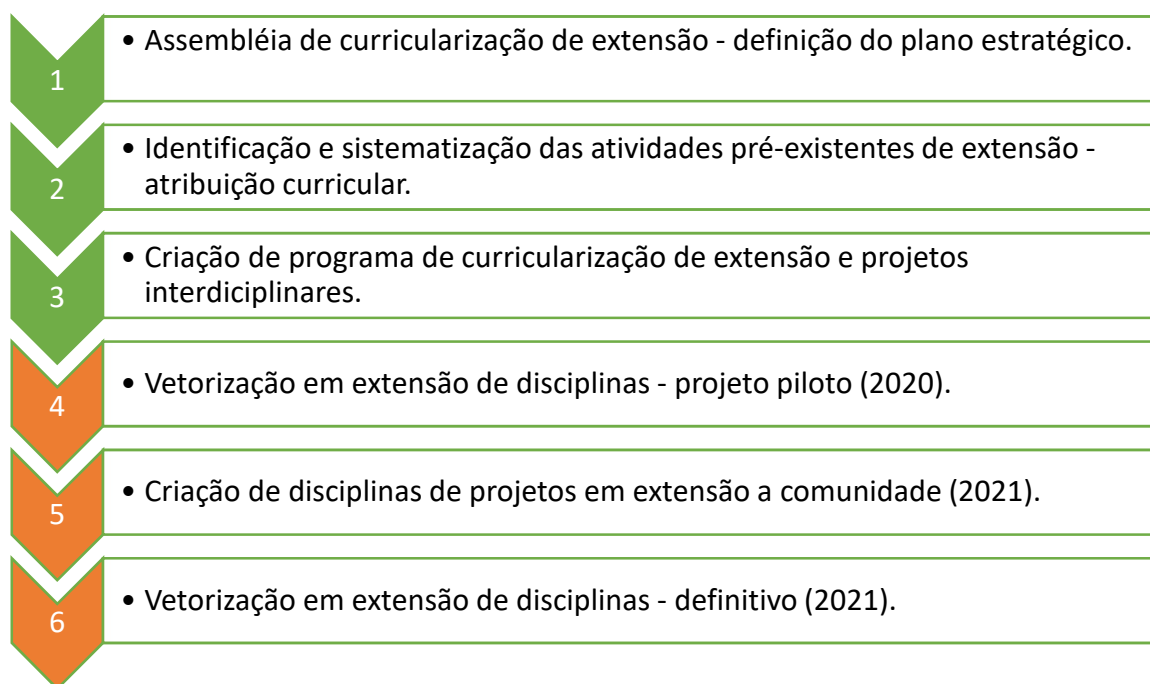 1
• Assembléia de curricularização de extensão - definição do plano estratégico.
2
• Identificação e sistematização das atividades pré-existentes de extensão -
atribuição curricular.
3
• Criação de programa de curricularização de extensão e projetos
interdiciplinares.
4
• Vetorização em extensão de disciplinas - projeto piloto (2020).
5
• Criação de disciplinas de projetos em extensão a comunidade (2021).
6
• Vetorização em extensão de disciplinas - definitivo (2021).